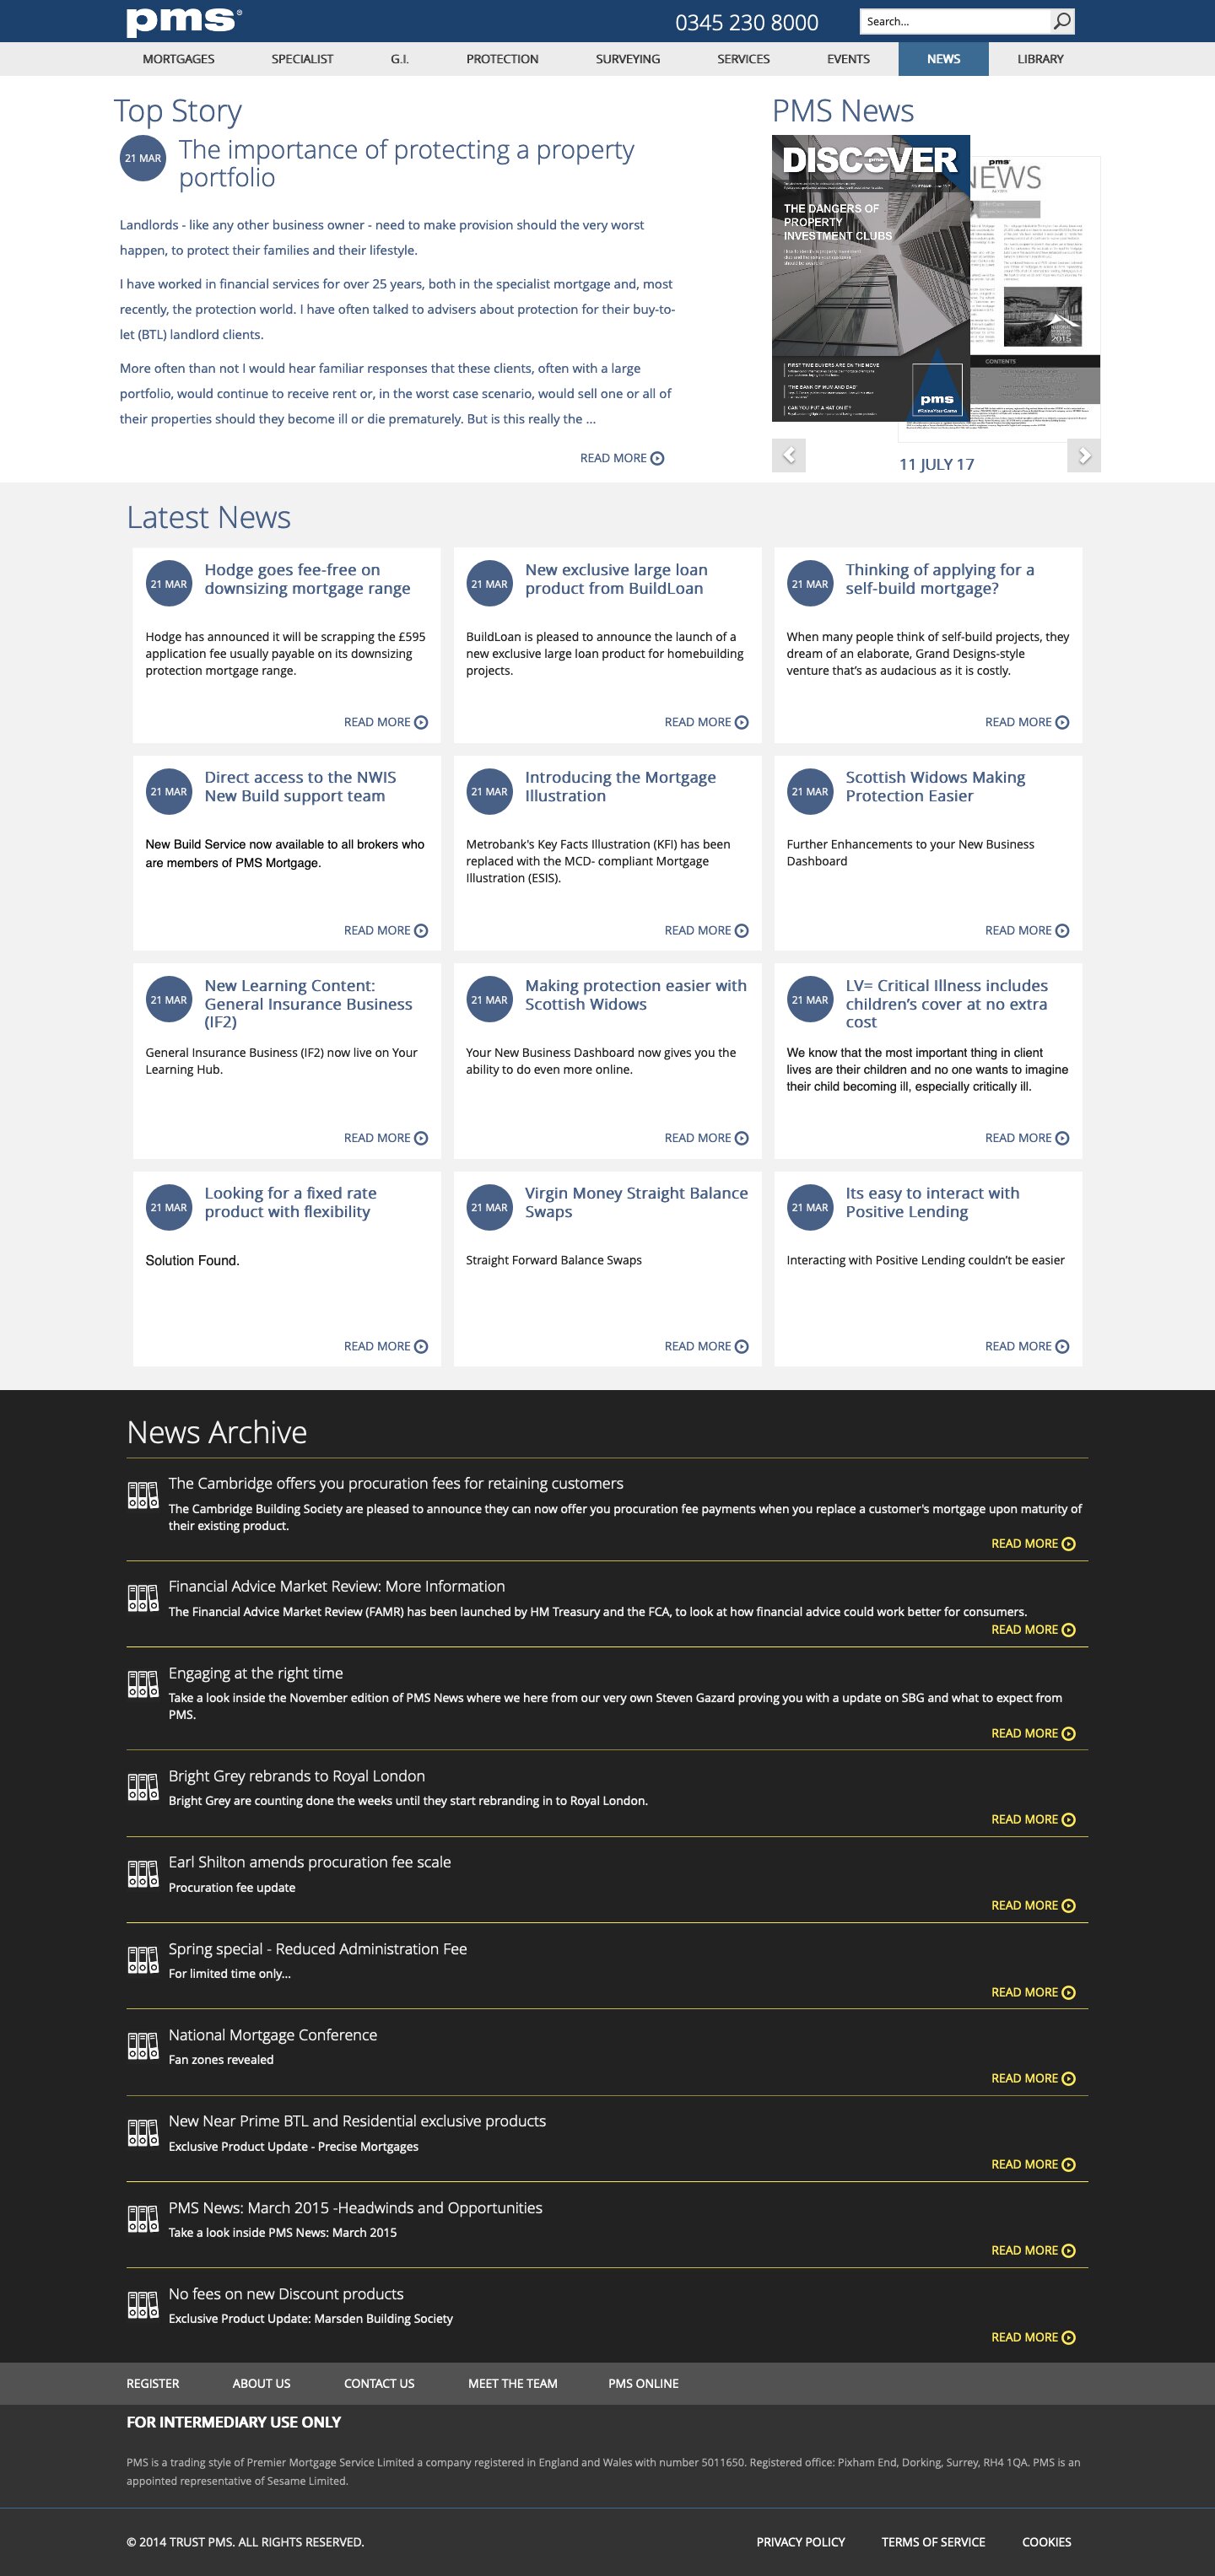 pms®
0345 230 8000
Search...
MORTGAGES SPECIALIST G.I. PROTECTION SURVEYING SERVICES EVENTS NEWS LIBRARY
Top Story
21 MAR
The importance of protecting a property
portfolio
Landlords - like any other business owner - need to make provision should the very worst
happen, to protect their families and their lifestyle.
I have worked in financial services for over 25 years, both in the specialist mortgage and, most
recently, the protection world. I have often talked to advisers about protection for their buy-to-
let (BTL) landlord clients.
More often than not I would hear familiar responses that these clients, often with a large
portfolio, would continue to receive rent or, in the worst case scenario, would sell one or all of
their properties should they become ill or die prematurely. But is this really the ...
READ MORE
PMS News
DISCOVER
pms
THE DANGERS OF
PROPERTY
INVESTMENT CLUBS
FIRST TIME BUYERS ARE ON THE MOVE
"THE BANK OF MUM AND DAD"
CAN YOU PUT A HAT ON IT?
pms
pms
NEWS
2015
CONTENTS
11 JULY 17
Latest News
21 MAR
Hodge goes fee-free on
downsizing mortgage range
Hodge has announced it will be scrapping the £595
application fee usually payable on its downsizing
protection mortgage range.
READ MORE
21 MAR
New exclusive large loan
product from BuildLoan
BuildLoan is pleased to announce the launch of a
new exclusive large loan product for homebuilding
projects.
READ MORE
21 MAR
Thinking of applying for a
self-build mortgage?
When many people think of self-build projects, they
dream of an elaborate, Grand Designs-style
venture that's as audacious as it is costly.
READ MORE
21 MAR
Direct access to the NWIS
New Build support team
New Build Service now available to all brokers who
are members of PMS Mortgage.
READ MORE
21 MAR
Introducing the Mortgage
Illustration
Metrobank's Key Facts Illustration (KFI) has been
replaced with the MCD- compliant Mortgage
Illustration (ESIS).
READ MORE
21 MAR
Scottish Widows Making
Protection Easier
Further Enhancements to your New Business
Dashboard
READ MORE
21 MAR
New Learning Content:
General Insurance Business
(IF2)
General Insurance Business (IF2) now live on Your
Learning Hub.
READ MORE
21 MAR
Making protection easier with
Scottish Widows
Your New Business Dashboard now gives you the
ability to do even more online.
READ MORE
21 MAR
LV= Critical Illness includes
children's cover at no extra
cost
We know that the most important thing in client
lives are their children and no one wants to imagine
their child becoming ill, especially critically ill.
READ MORE
21 MAR
Looking for a fixed rate
product with flexibility
Solution Found.
READ MORE
21 MAR
Virgin Money Straight Balance
Swaps
Straight Forward Balance Swaps
READ MORE
21 MAR
Its easy to interact with
Positive Lending
Interacting with Positive Lending couldn't be easier
READ MORE
News Archive
The Cambridge offers you procuration fees for retaining customers
The Cambridge Building Society are pleased to announce they can now offer you procuration fee payments when you replace a customer's mortgage upon maturity of
their existing product.
READ MORE
Financial Advice Market Review: More Information
The Financial Advice Market Review (FAMR) has been launched by HM Treasury and the FCA, to look at how financial advice could work better for consumers.
READ MORE
Engaging at the right time
Take a look inside the November edition of PMS News where we here from our very own Steven Gazard proving you with a update on SBG and what to expect from
PMS.
READ MORE
Bright Grey rebrands to Royal London
Bright Grey are counting done the weeks until they start rebranding in to Royal London.
READ MORE
Earl Shilton amends procuration fee scale
Procuration fee update
READ MORE
Spring special - Reduced Administration Fee
For limited time only...
READ MORE
National Mortgage Conference
Fan zones revealed
READ MORE
New Near Prime BTL and Residential exclusive products
Exclusive Product Update - Precise Mortgages
READ MORE
PMS News: March 2015 -Headwinds and Opportunities
Take a look inside PMS News: March 2015
READ MORE
No fees on new Discount products
Exclusive Product Update: Marsden Building Society
READ MORE
REGISTER ABOUT US CONTACT US MEET THE TEAM PMS ONLINE
FOR INTERMEDIARY USE ONLY
PMS is a trading style of Premier Mortgage Service Limited a company registered in England and Wales with number 5011650. Registered office: Pixham End, Dorking, Surrey, RH4 1QA. PMS is an
appointed representative of Sesame Limited.
© 2014 TRUST PMS. ALL RIGHTS RESERVED.
PRIVACY POLICY TERMS OF SERVICE COOKIES